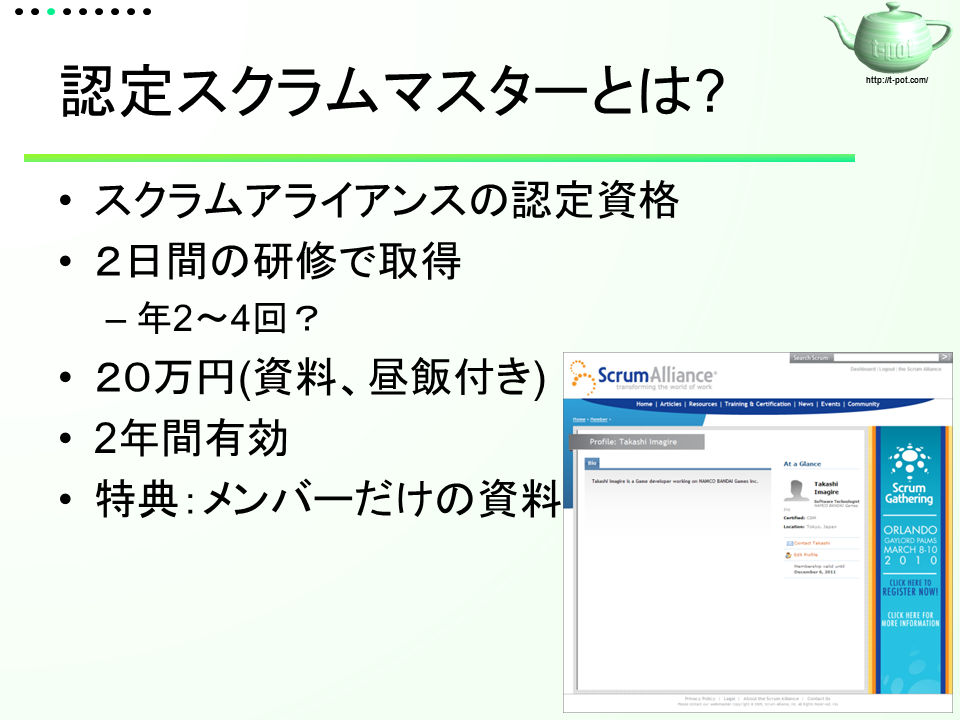 t-pot
http://t-pot.com/
認定スクラムマスターとは?
• スクラムアライアンスの認定資格
• ２日間の研修で取得
– 年2～4回？
• ２０万円(資料、昼飯付き)
• 2年間有効
• 特典：メンバーだけの資料
Search Scrum:
Dashboard | Logout | the Scrum Alliance
ScrumAlliance
transforming the world of work
Home | Articles | Resources | Training & Certification | News | Events | Community
Home > Member >
Profile: Takashi Imagire
Bio
Takashi Imagire is a Game developer working on NAMCO BANDAI Games Inc.
At a Glance
Takashi
Imagire
Software Technologist
NAMCO BANDAI Games
Inc
Certified: CSM
Location: Tokyo, Japan
Contact Takashi
Edit Profile
Membership valid until
December 6, 2011
Scrum
Gathering
ORLANDO
GAYLORD PALMS
MARCH 8-10
2 0 1 0
CLICK HERE TO
REGISTER NOW!
CLICK HERE FOR
MORE INFORMATION
Privacy Policy | Legal | About the Scrum Alliance | Contact Us